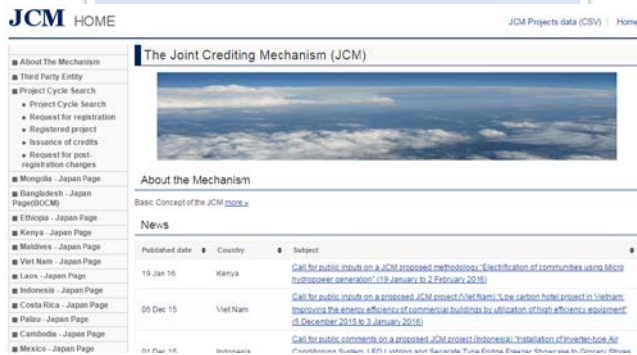 JCM HOME
JCM Projects data (CSV) | Home
About The Mechanism
Third Party Entity
Project Cycle Search
Project Cycle Search
Request for registration
Registered project
Issuance of credits
Request for post-
registration changes
Mongolia - Japan Page
Bangladesh - Japan
Page(BOCM)
Ethiopia - Japan Page
Kenya - Japan Page
Maldives - Japan Page
Viet Nam - Japan Page
Laos - Japan Page
Indonesia - Japan Page
Costa Rica - Japan Page
Palau - Japan Page
Cambodia - Japan Page
Mexico - Japan Page
The Joint Crediting Mechanism (JCM)
About the Mechanism
Basic Concept of the JCM more »
News
Published date Country Subject
19 Jan 16 Kenya Call for public inputs on a JCM proposed methodology "Electrification of communities using Micro
hydropower generation" (19 January to 2 February 2016)
05 Dec 15 Viet Nam Call for public inputs on a proposed JCM project (Viet Nam) "Low carbon hotel project in Vietnam:
Improving the energy efficiency of commercial buildings by utilization of high efficiency equipment"
(5 December 2015 to 3 January 2016)
01 Dec 15 Indonesia Call for public comments on a proposed JCM project (Indonesia) "Installation of Inverter-type Air
Conditioning System, LED Lighting and Separate Type Fridge Freezer Showcase to Grocery Stores